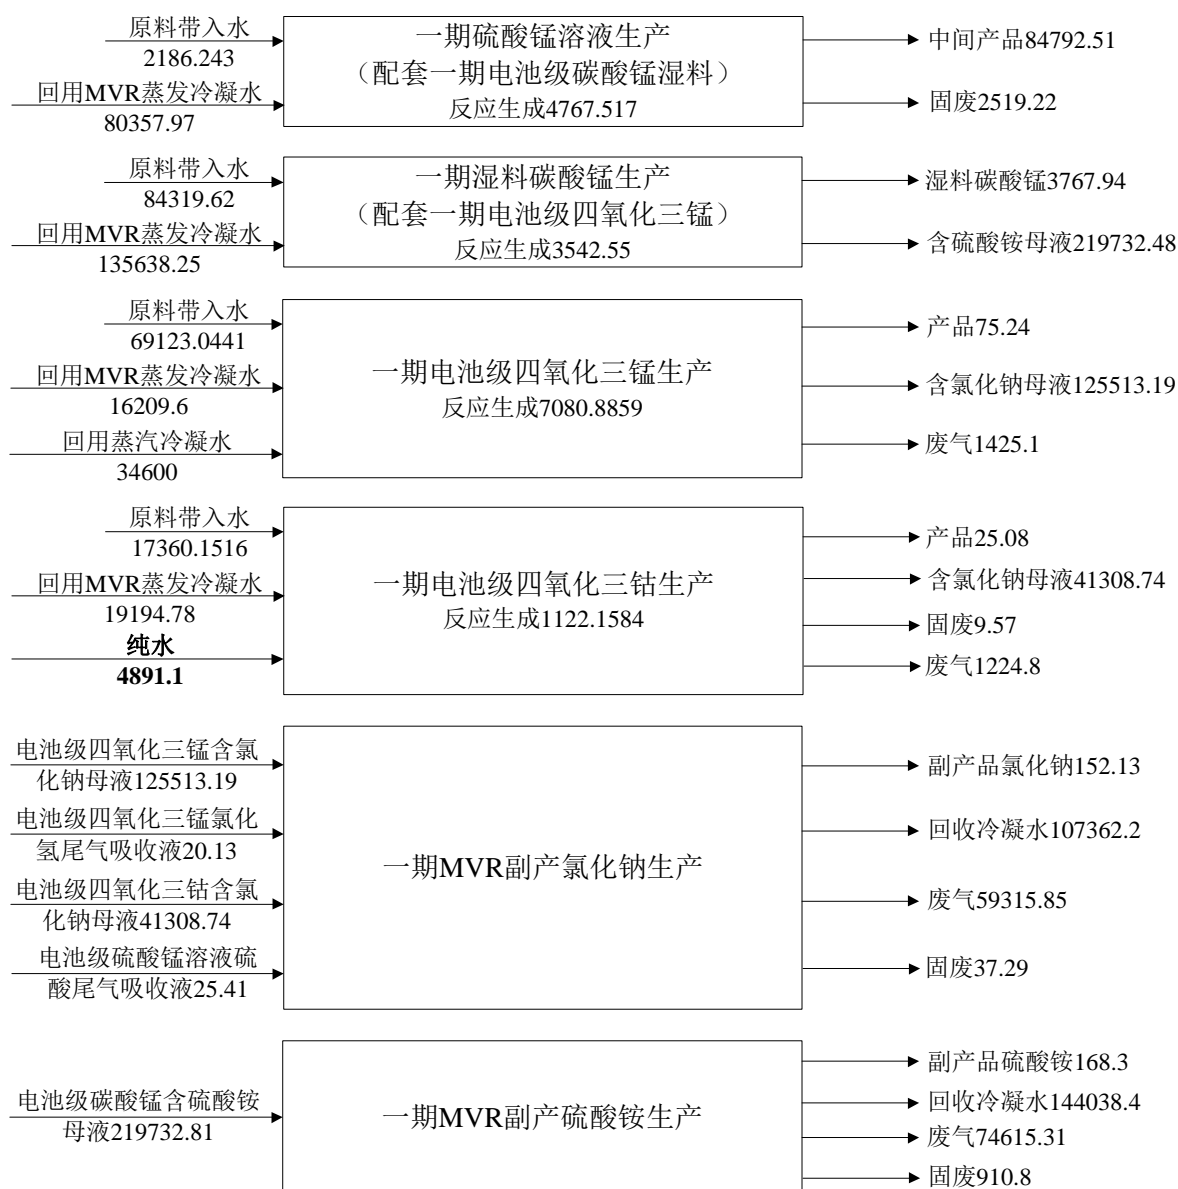 原料带入水
2186.243
回用MVR蒸发冷凝水
80357.97
一期硫酸锰溶液生产
（配套一期电池级碳酸锰湿料）
反应生成4767.517
中间产品84792.51
固废2519.22
原料带入水
84319.62
回用MVR蒸发冷凝水
135638.25
一期湿料碳酸锰生产
（配套一期电池级四氧化三锰）
反应生成3542.55
湿料碳酸锰3767.94
含硫酸铵母液219732.48
原料带入水
69123.0441
回用MVR蒸发冷凝水
16209.6
回用蒸汽冷凝水
34600
一期电池级四氧化三锰生产
反应生成7080.8859
产品75.24
含氯化钠母液125513.19
废气1425.1
原料带入水
17360.1516
回用MVR蒸发冷凝水
19194.78
纯水
4891.1
一期电池级四氧化三钴生产
反应生成1122.1584
产品25.08
含氯化钠母液41308.74
固废9.57
废气1224.8
电池级四氧化三锰含氯
化钠母液125513.19
电池级四氧化三锰氯化
氢尾气吸收液20.13
电池级四氧化三钴含氯
化钠母液41308.74
电池级硫酸锰溶液硫
酸尾气吸收液25.41
一期MVR副产氯化钠生产
副产品氯化钠152.13
回收冷凝水107362.2
废气59315.85
固废37.29
电池级碳酸锰含硫酸铵
母液219732.81
一期MVR副产硫酸铵生产
副产品硫酸铵168.3
回收冷凝水144038.4
废气74615.31
固废910.8